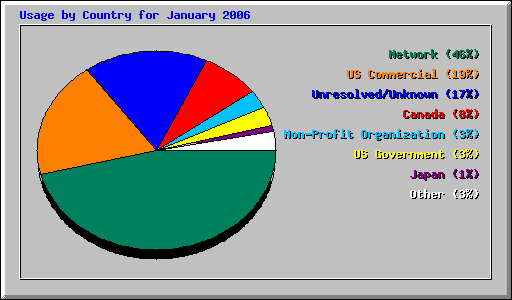 Usage by Country for January 2006
Network (46%)
US Commercial (19%)
Unresolved/Unknown (17%)
Canada (8%)
Non-Profit Organization (3%)
US Government (3%)
Japan (1%)
Other (3%)